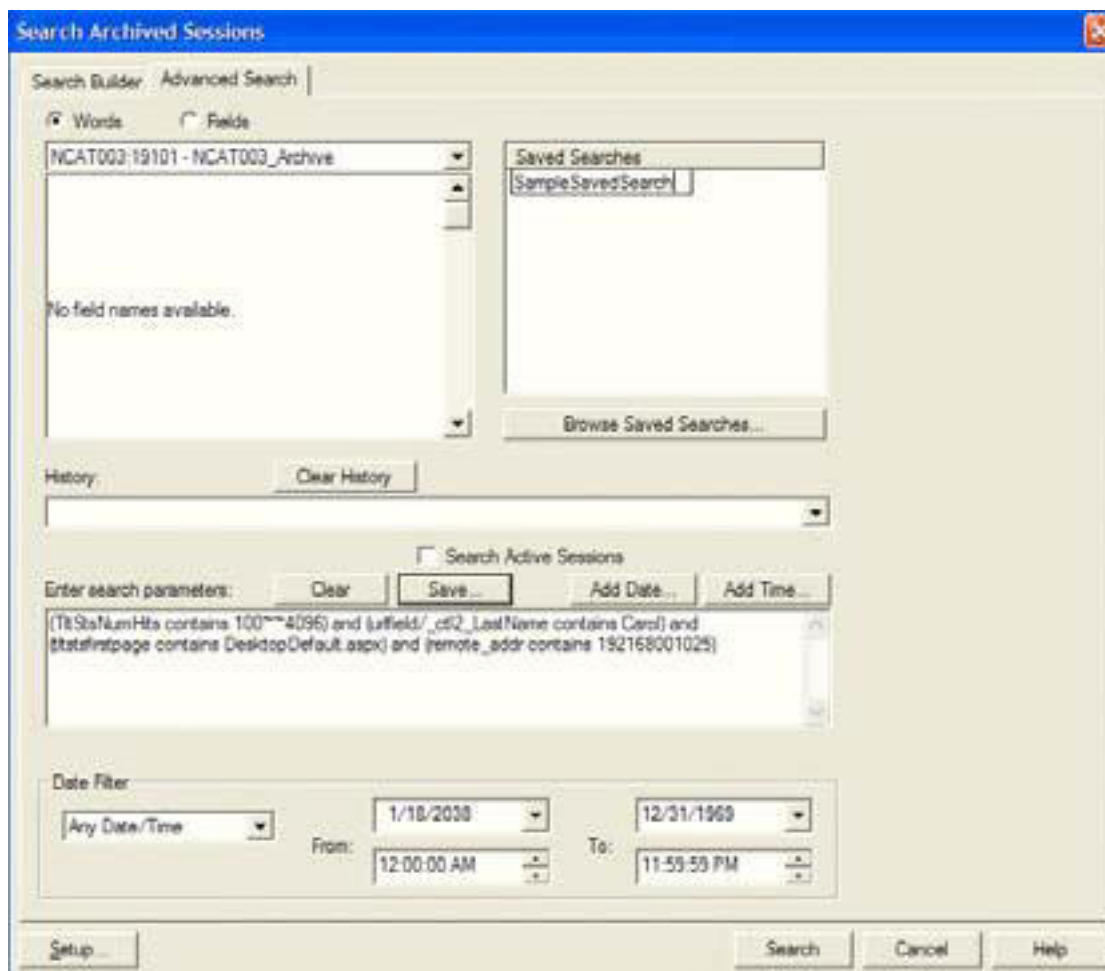 Search Archived Sessions
Search Builder Advanced Search
Words Fields
NCAT003:19101 - NCAT003_Archive
Saved Searches
SampleSavedSearch
No field names available.
Browse Saved Searches...
History:
Clear History
Search Active Sessions
Enter search parameters: Clear Save... Add Date... Add Time...
(TltStsNumHits contains 100~~4096) and (urlfield/_ctl2_LastName contains Carol) and
(tltstsfirstpage contains DesktopDefault.aspx) and (remote_addr contains 192168001025)
Date Filter
Any Date/Time
From:
1/18/2038
12:00:00 AM
To:
12/31/1969
11:59:59 PM
Setup...
Search Cancel Help